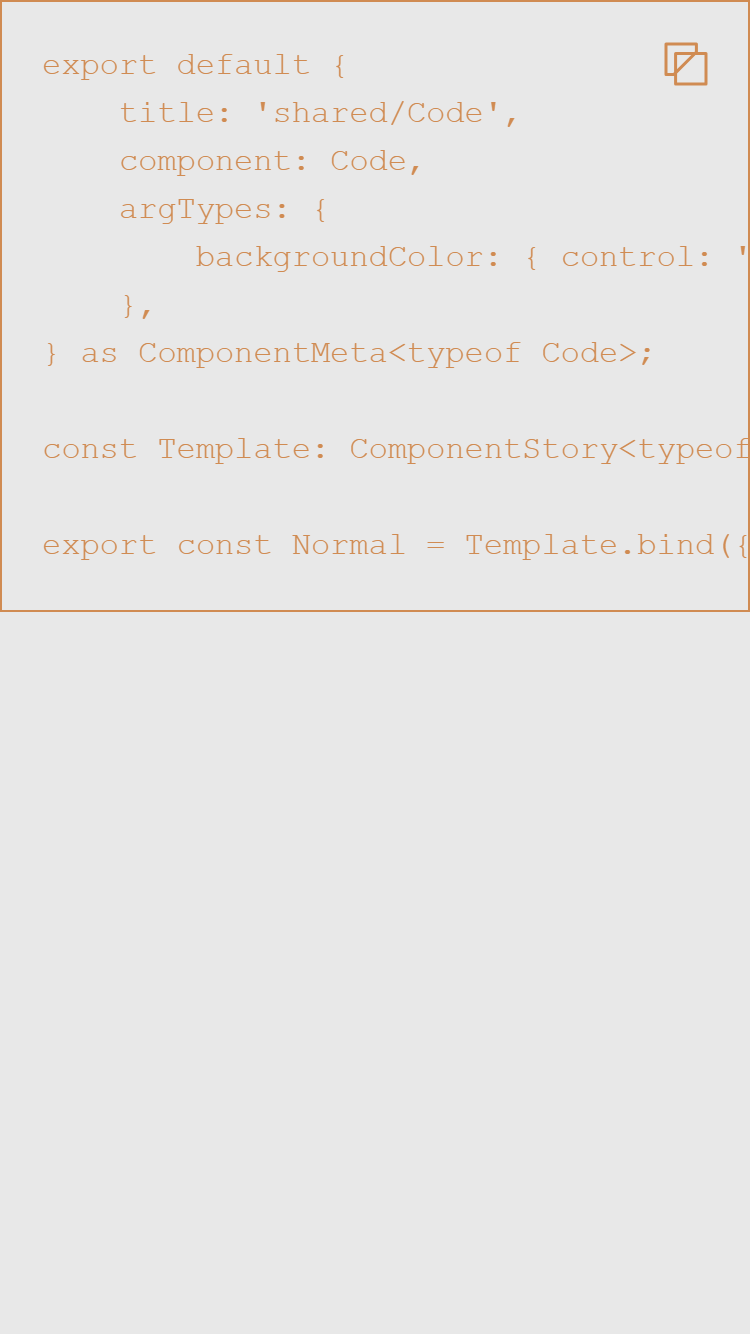 export default {
    title: 'shared/Code',
    component: Code,
    argTypes: {
        backgroundColor: { control: '
    },
} as ComponentMeta<typeof Code>;

const Template: ComponentStory<typeof

export const Normal = Template.bind({